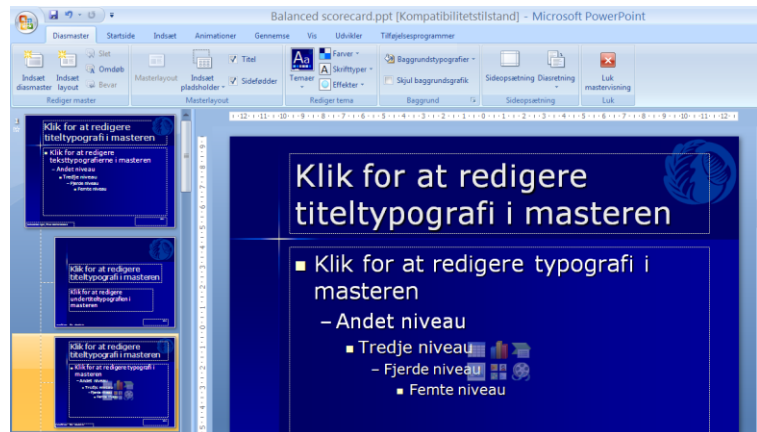 Balanced scorecard.ppt [Kompatibilitetstilstand] - Microsoft PowerPoint
Diasmaster Startside Indsæt Animationer Gennemse Vis Udvikler Tilføjelsesprogrammer
Indsæt diasmaster
Indsæt layout
Slet
Omdøb
Bevar
Rediger master
Masterlayout
Indsæt pladsholder
Titel
Sidefødder
Masterlayout
Temaer
Farver
Skrifttyper
Effekter
Rediger tema
Baggrundstypografier
Skjul baggrundsgrafik
Baggrund
Sideopsætning Diasretning
Sideopsætning
Luk mastervisning
Luk
Klik for at redigere
titeltypografi i masteren
Klik for at redigere
teksttypografierne i masteren
– Andet niveau
Tredje niveau
– Fjerde niveau
Femte niveau
Klik for at redigere
titeltypografi i masteren
Klik for at redigere
undertiteltypografien i
masteren
Klik for at redigere
titeltypografi i masteren
Klik for at redigere typografi i
masteren
– Andet niveau
Tredje niveau
– Fjerde niveau
Femte niveau
Klik for at redigere
titeltypografi i masteren
Klik for at redigere typografi i
masteren
– Andet niveau
Tredje niveau
– Fjerde niveau
Femte niveau